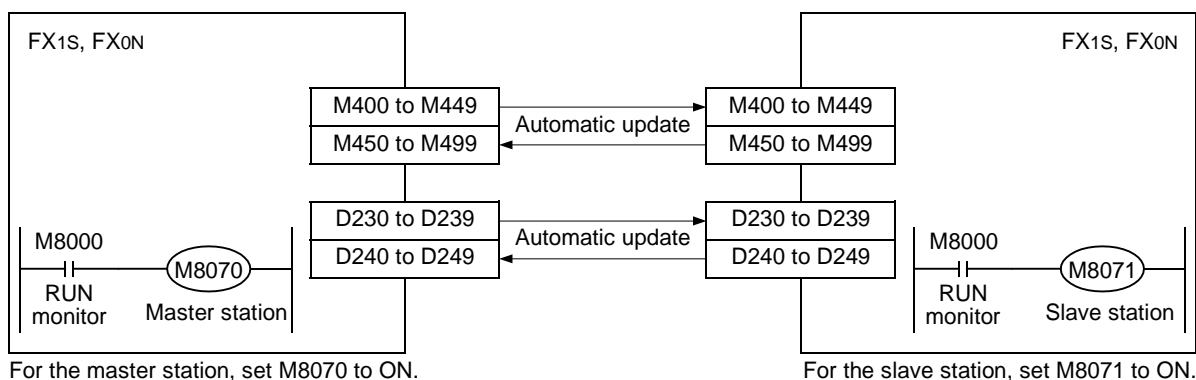 FX1S, FX0N
FX1S, FX0N
M400 to M449
M450 to M499
Automatic update
M400 to M449
M450 to M499
D230 to D239
D240 to D249
Automatic update
D230 to D239
D240 to D249
M8000
M8070
RUN
monitor
Master station
M8000
M8071
RUN
monitor
Slave station
For the master station, set M8070 to ON.
For the slave station, set M8071 to ON.